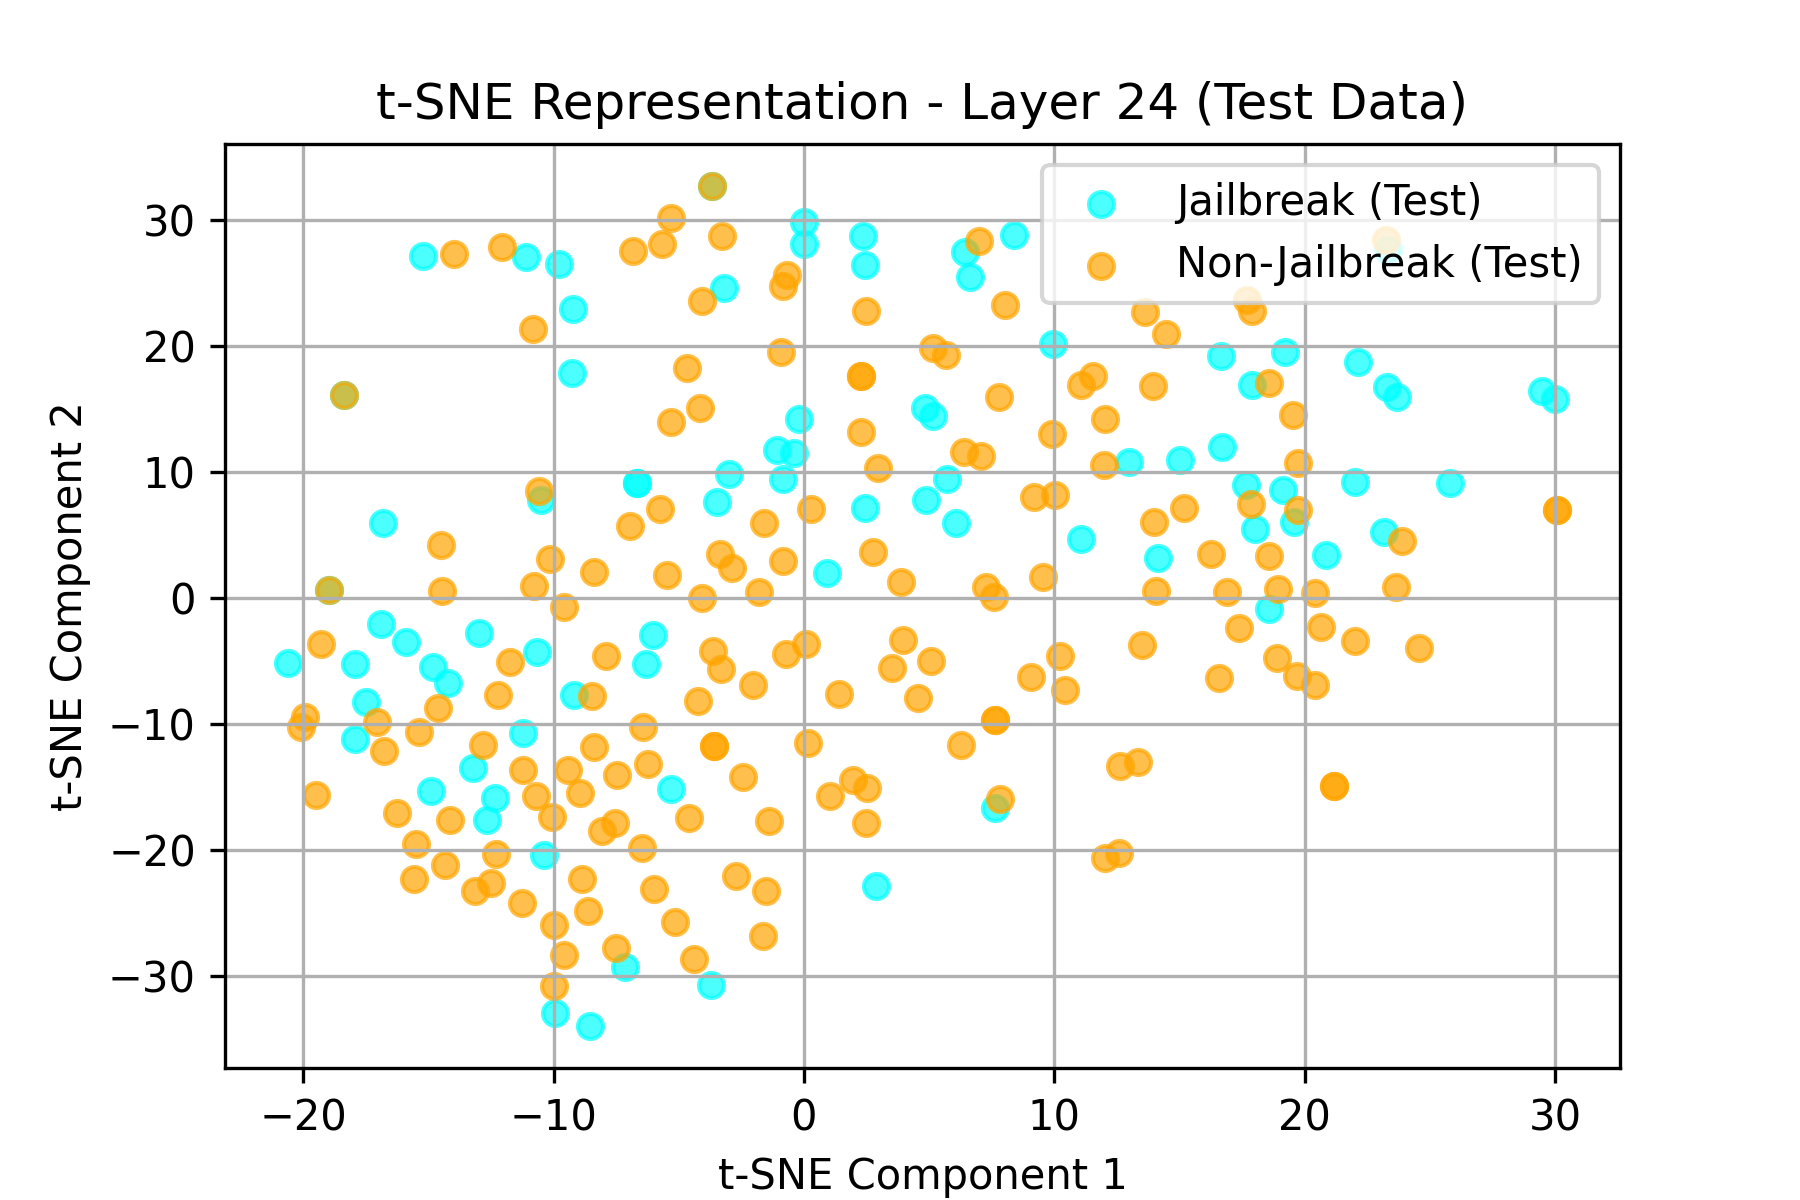 t-SNE Representation - Layer 24 (Test Data)
Jailbreak (Test)
Non-Jailbreak (Test)
30
20
10
0
−10
−20
−30
t-SNE Component 2
−20
−10
0
10
20
30
t-SNE Component 1